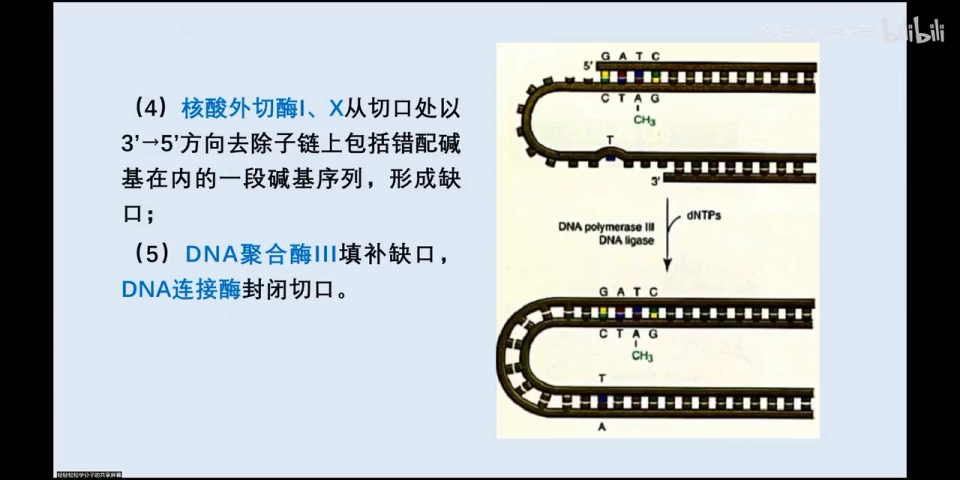 bilibili
（4）核酸外切酶I、X从切口处以
3’→5’方向去除子链上包括错配碱
基在内的一段碱基序列，形成缺
口；
（5）DNA聚合酶III填补缺口，
DNA连接酶封闭切口。
G A T C
5'
C T A G
CH3
T
3'
dNTPs
DNA polymerase III
DNA ligase
G A T C
C T A G
CH3
T
A